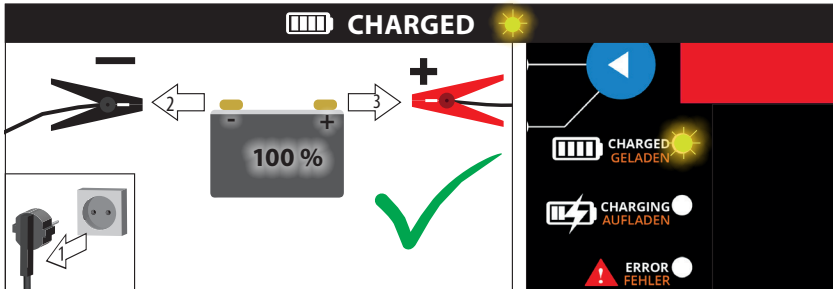 CHARGED
2
3
-
+
100 %
1
CHARGED
GELADEN
CHARGING
AUFLADEN
ERROR
FEHLER